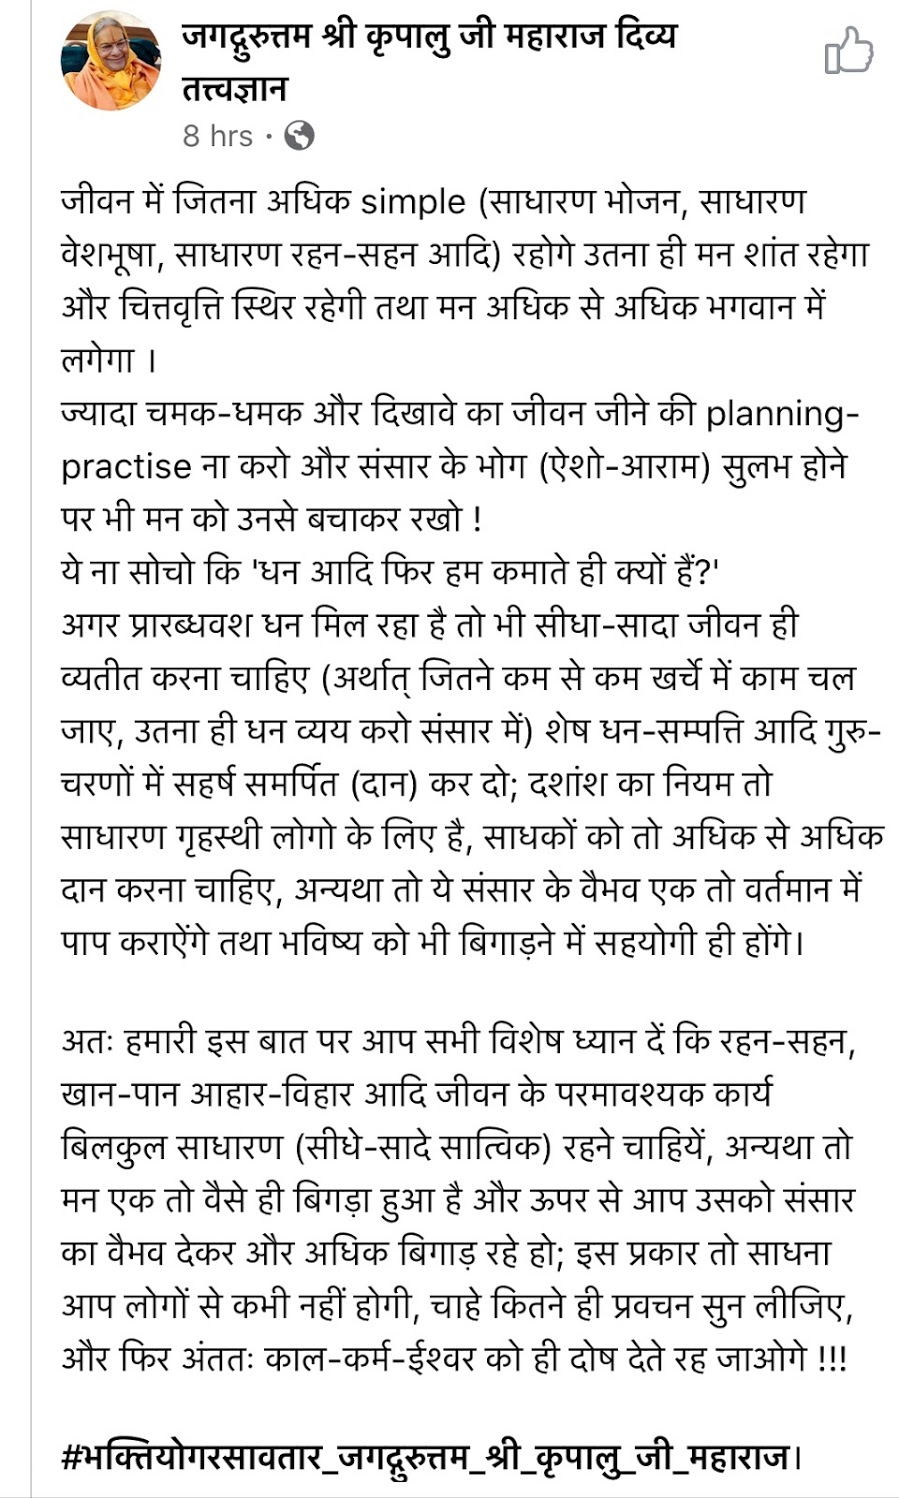 जगद्गुरुत्तम श्री कृपालु जी महाराज दिव्य
तत्त्वज्ञान
8 hrs ·
जीवन में जितना अधिक simple (साधारण भोजन, साधारण
वेशभूषा, साधारण रहन-सहन आदि) रहोगे उतना ही मन शांत रहेगा
और चित्तवृत्ति स्थिर रहेगी तथा मन अधिक से अधिक भगवान में
लगेगा ।
ज्यादा चमक-धमक और दिखावे का जीवन जीने की planning-
practise ना करो और संसार के भोग (ऐशो-आराम) सुलभ होने
पर भी मन को उनसे बचाकर रखो !
ये ना सोचो कि 'धन आदि फिर हम कमाते ही क्यों हैं?'
अगर प्रारब्धवश धन मिल रहा है तो भी सीधा-सादा जीवन ही
व्यतीत करना चाहिए (अर्थात् जितने कम से कम खर्चे में काम चल
जाए, उतना ही धन व्यय करो संसार में) शेष धन-सम्पत्ति आदि गुरु-
चरणों में सहर्ष समर्पित (दान) कर दो; दशांश का नियम तो
साधारण गृहस्थी लोगो के लिए है, साधकों को तो अधिक से अधिक
दान करना चाहिए, अन्यथा तो ये संसार के वैभव एक तो वर्तमान में
पाप कराऐंगे तथा भविष्य को भी बिगाड़ने में सहयोगी ही होंगे।
अतः हमारी इस बात पर आप सभी विशेष ध्यान दें कि रहन-सहन,
खान-पान आहार-विहार आदि जीवन के परमावश्यक कार्य
बिलकुल साधारण (सीधे-सादे सात्विक) रहने चाहियें, अन्यथा तो
मन एक तो वैसे ही बिगड़ा हुआ है और ऊपर से आप उसको संसार
का वैभव देकर और अधिक बिगाड़ रहे हो; इस प्रकार तो साधना
आप लोगों से कभी नहीं होगी, चाहे कितने ही प्रवचन सुन लीजिए,
और फिर अंततः काल-कर्म-ईश्वर को ही दोष देते रह जाओगे !!!
#भक्तियोगरसावतार_जगद्गुरुत्तम_श्री_कृपालु_जी_महाराज।